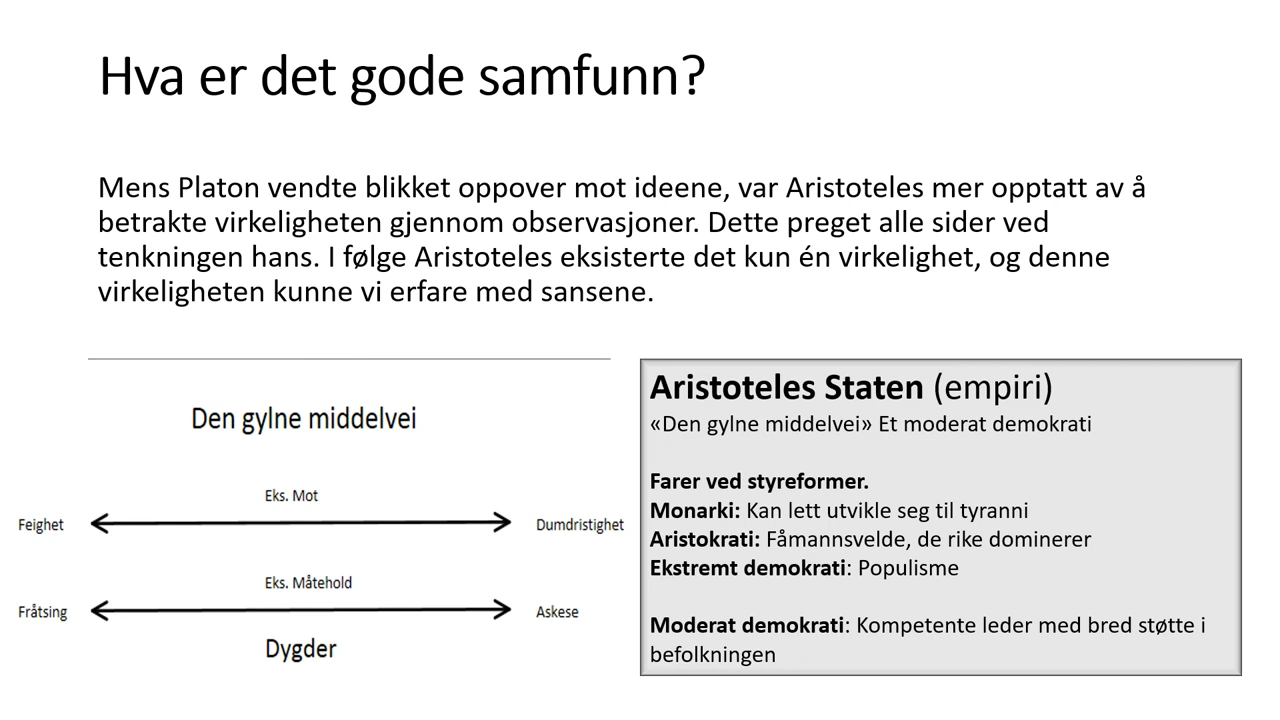 Hva er det gode samfunn?
Mens Platon vendte blikket oppover mot ideene, var Aristoteles mer opptatt av å
betrakte virkeligheten gjennom observasjoner. Dette preget alle sider ved
tenkningen hans. I følge Aristoteles eksisterte det kun én virkelighet, og denne
virkeligheten kunne vi erfare med sansene.
Den gylne middelvei
Eks. Mot
Feighet
Dumdristighet
Eks. Måtehold
Fråtsing
Askese
Dygder
Aristoteles Staten (empiri)
«Den gylne middelvei» Et moderat demokrati
Farer ved styreformer.
Monarki: Kan lett utvikle seg til tyranni
Aristokrati: Fåmannsvelde, de rike dominerer
Ekstremt demokrati: Populisme
Moderat demokrati: Kompetente leder med bred støtte i
befolkningen